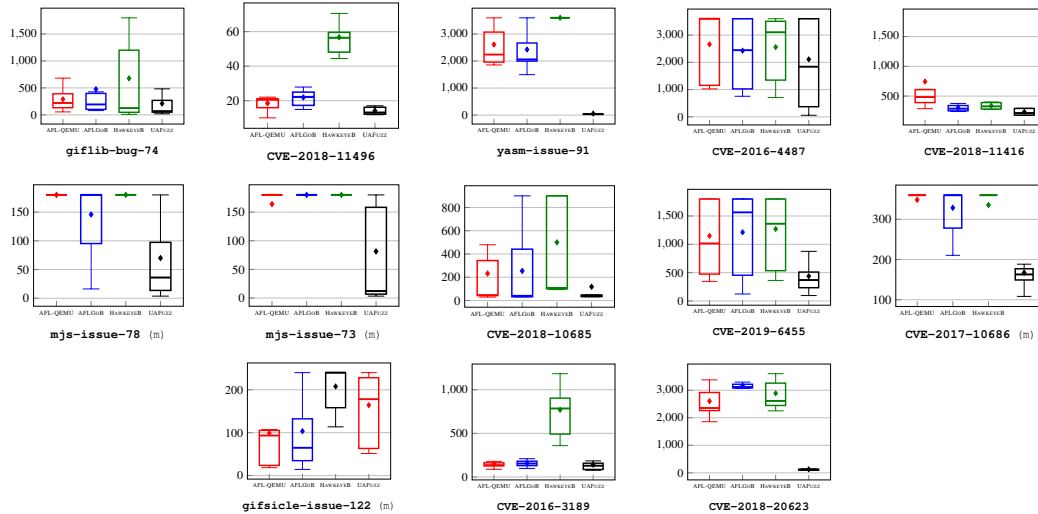 1,500
1,000
500
0
AFL-QEMU AFLGoB HawkeyeB UAFuzz
giflib-bug-74
60
40
20
AFL-QEMU AFLGoB HawkeyeB UAFuzz
CVE-2018-11496
3,000
2,000
1,000
0
AFL-QEMU AFLGoB HawkeyeB UAFuzz
yasm-issue-91
3,000
2,000
1,000
0
AFL-QEMU AFLGoB HawkeyeB UAFuzz
CVE-2016-4487
1,500
1,000
500
AFL-QEMU AFLGoB HawkeyeB UAFuzz
CVE-2018-11416
150
100
50
0
AFL-QEMU AFLGoB HawkeyeB UAFuzz
mjs-issue-78 (m)
150
100
50
0
AFL-QEMU AFLGoB HawkeyeB UAFuzz
mjs-issue-73 (m)
800
600
400
200
0
AFL-QEMU AFLGoB HawkeyeB UAFuzz
CVE-2018-10685
1,500
1,000
500
0
AFL-QEMU AFLGoB HawkeyeB UAFuzz
CVE-2019-6455
300
200
100
AFL-QEMU AFLGoB HawkeyeB UAFuzz
CVE-2017-10686 (m)
200
100
0
AFL-QEMU AFLGoB HawkeyeB UAFuzz
gifsicle-issue-122 (m)
1,000
500
0
AFL-QEMU AFLGoB HawkeyeB UAFuzz
CVE-2016-3189
3,000
2,000
1,000
0
AFL-QEMU AFLGoB HawkeyeB UAFuzz
CVE-2018-20623